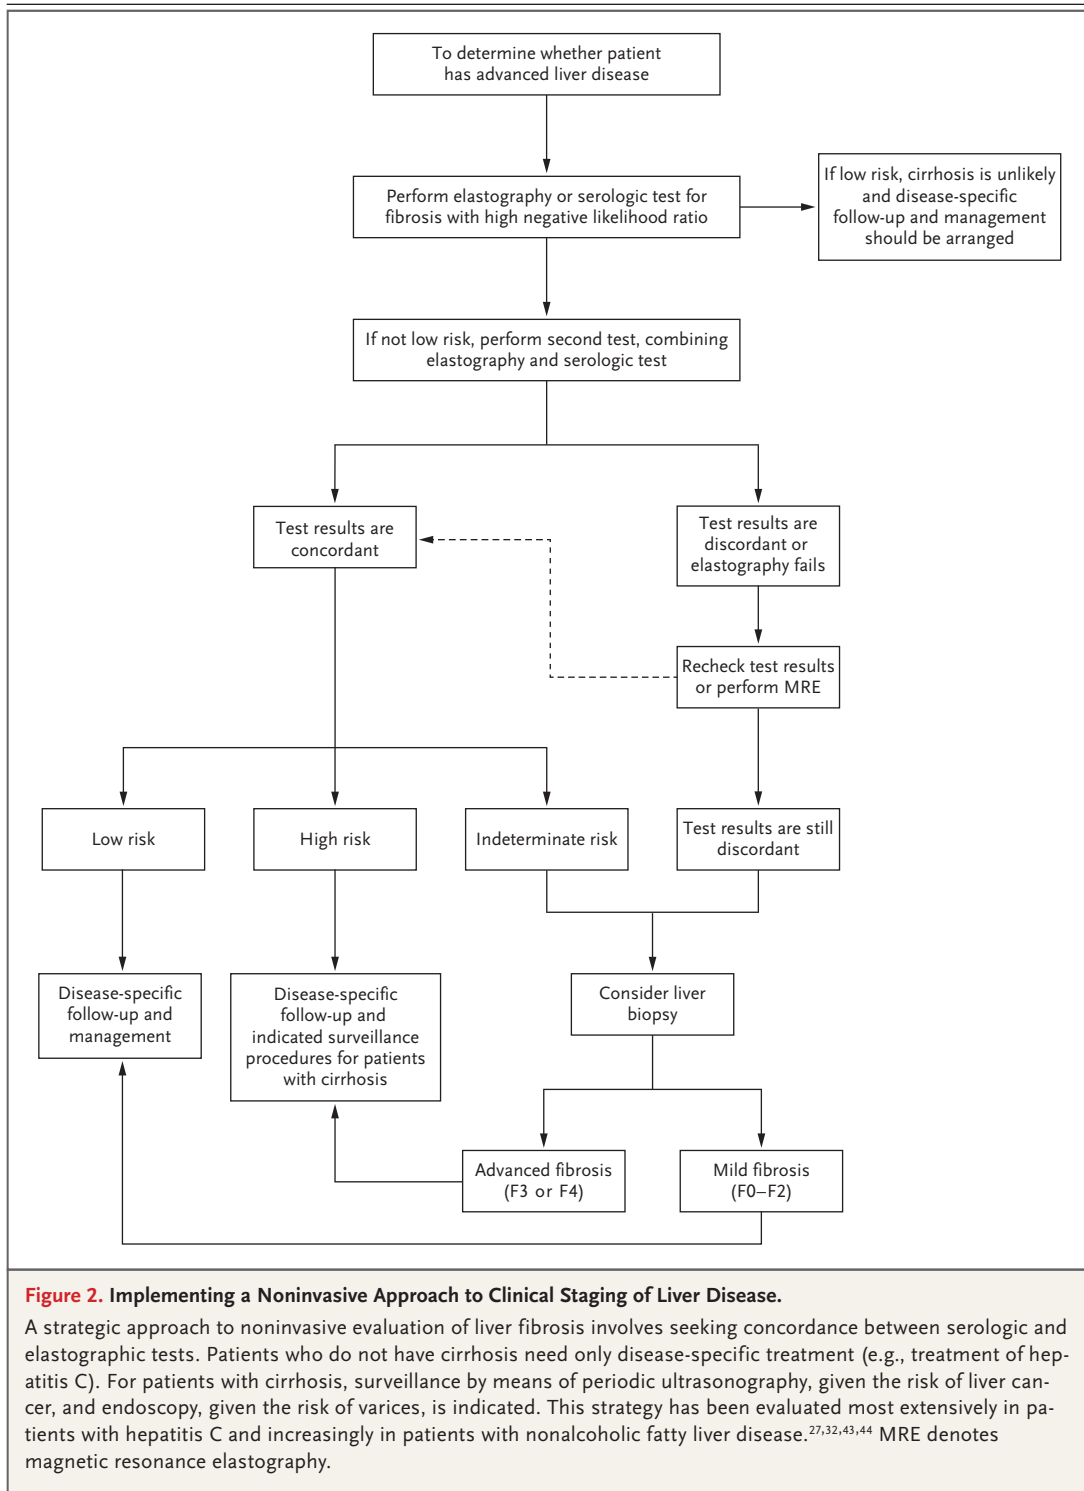 To determine whether patient
has advanced liver disease
Perform elastography or serologic test for
fibrosis with high negative likelihood ratio
If low risk, cirrhosis is unlikely
and disease-specific
follow-up and management
should be arranged
If not low risk, perform second test, combining
elastography and serologic test
Test results are
concordant
Test results are
discordant or
elastography fails
Recheck test results
or perform MRE
Low risk
High risk
Indeterminate risk
Test results are still
discordant
Disease-specific
follow-up and
management
Disease-specific
follow-up and
indicated surveillance
procedures for patients
with cirrhosis
Consider liver
biopsy
Advanced fibrosis
(F3 or F4)
Mild fibrosis
(F0–F2)
Figure 2. Implementing a Noninvasive Approach to Clinical Staging of Liver Disease.
A strategic approach to noninvasive evaluation of liver fibrosis involves seeking concordance between serologic and
elastographic tests. Patients who do not have cirrhosis need only disease-specific treatment (e.g., treatment of hep-
atitis C). For patients with cirrhosis, surveillance by means of periodic ultrasonography, given the risk of liver can-
cer, and endoscopy, given the risk of varices, is indicated. This strategy has been evaluated most extensively in pa-
tients with hepatitis C and increasingly in patients with nonalcoholic fatty liver disease.27,32,43,44 MRE denotes
magnetic resonance elastography.